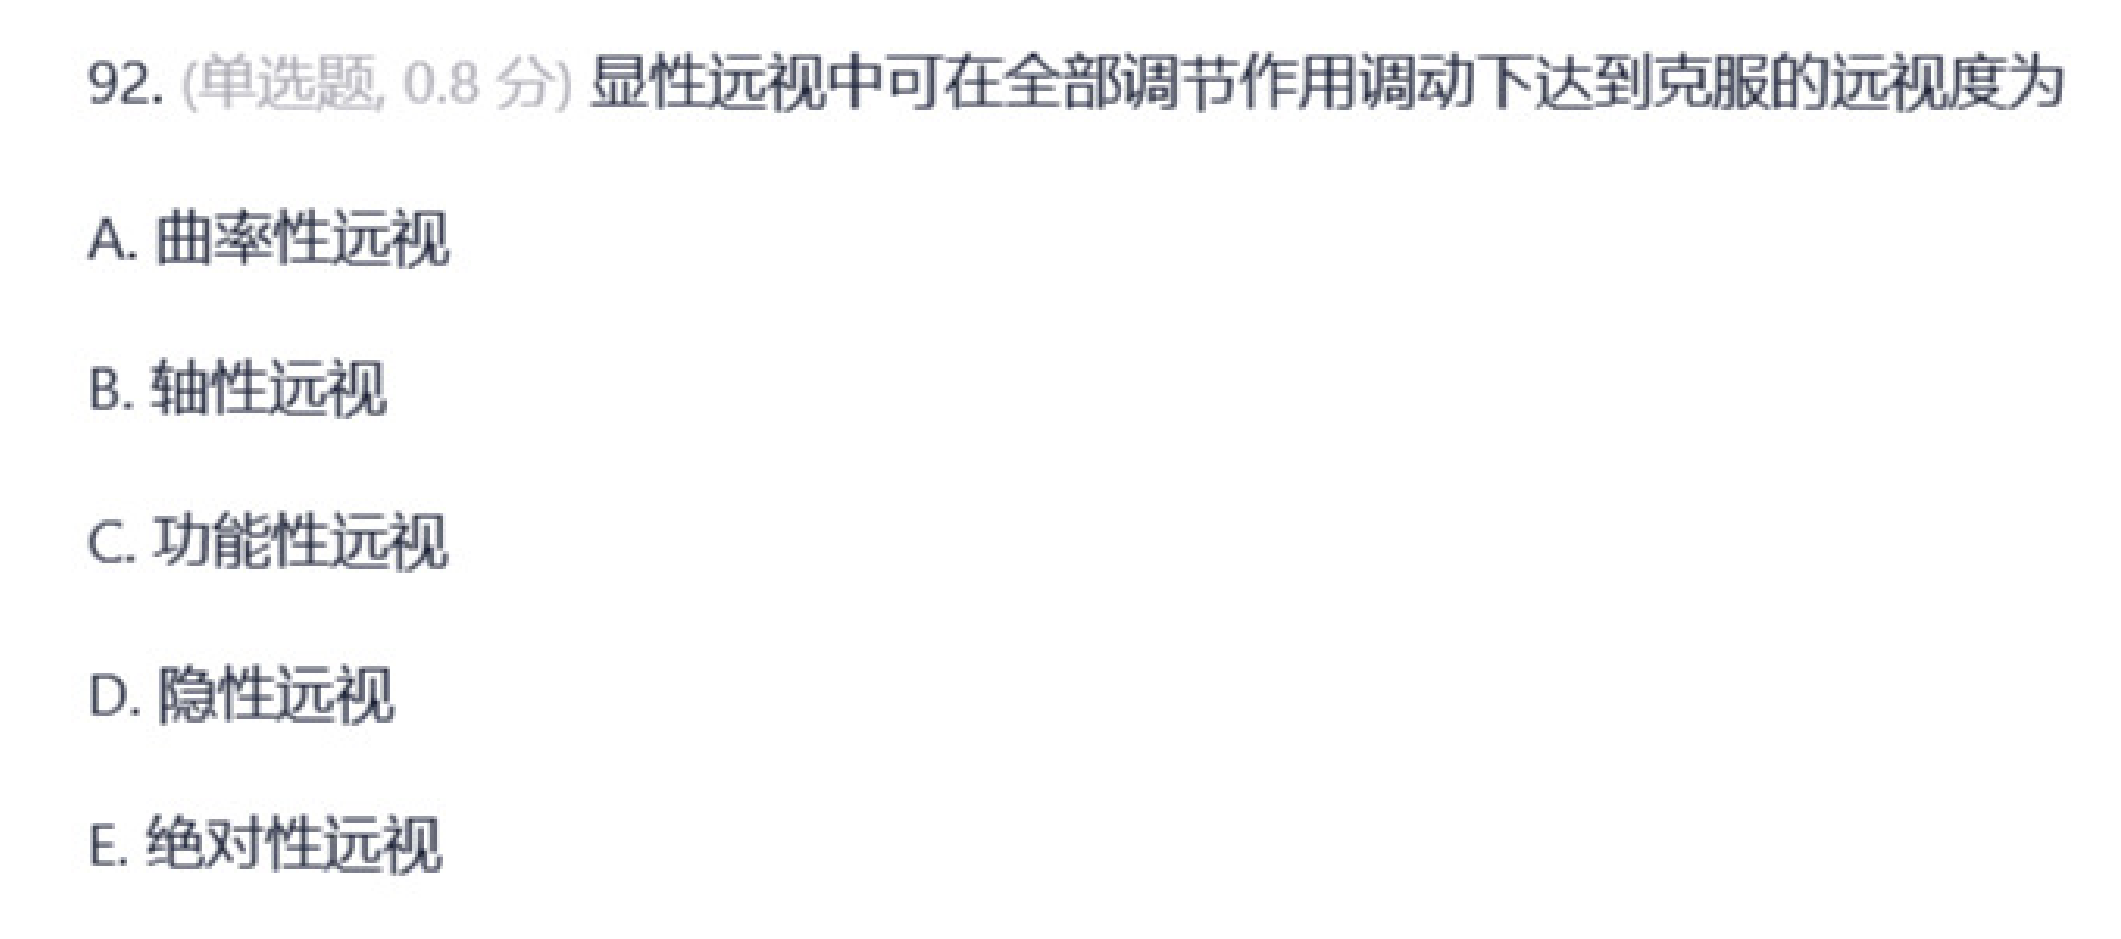 92. (单选题, 0.8 分) 显性远视中可在全部调节作用调动下达到克服的远视度为
A. 曲率性远视
B. 轴性远视
C. 功能性远视
D. 隐性远视
E. 绝对性远视